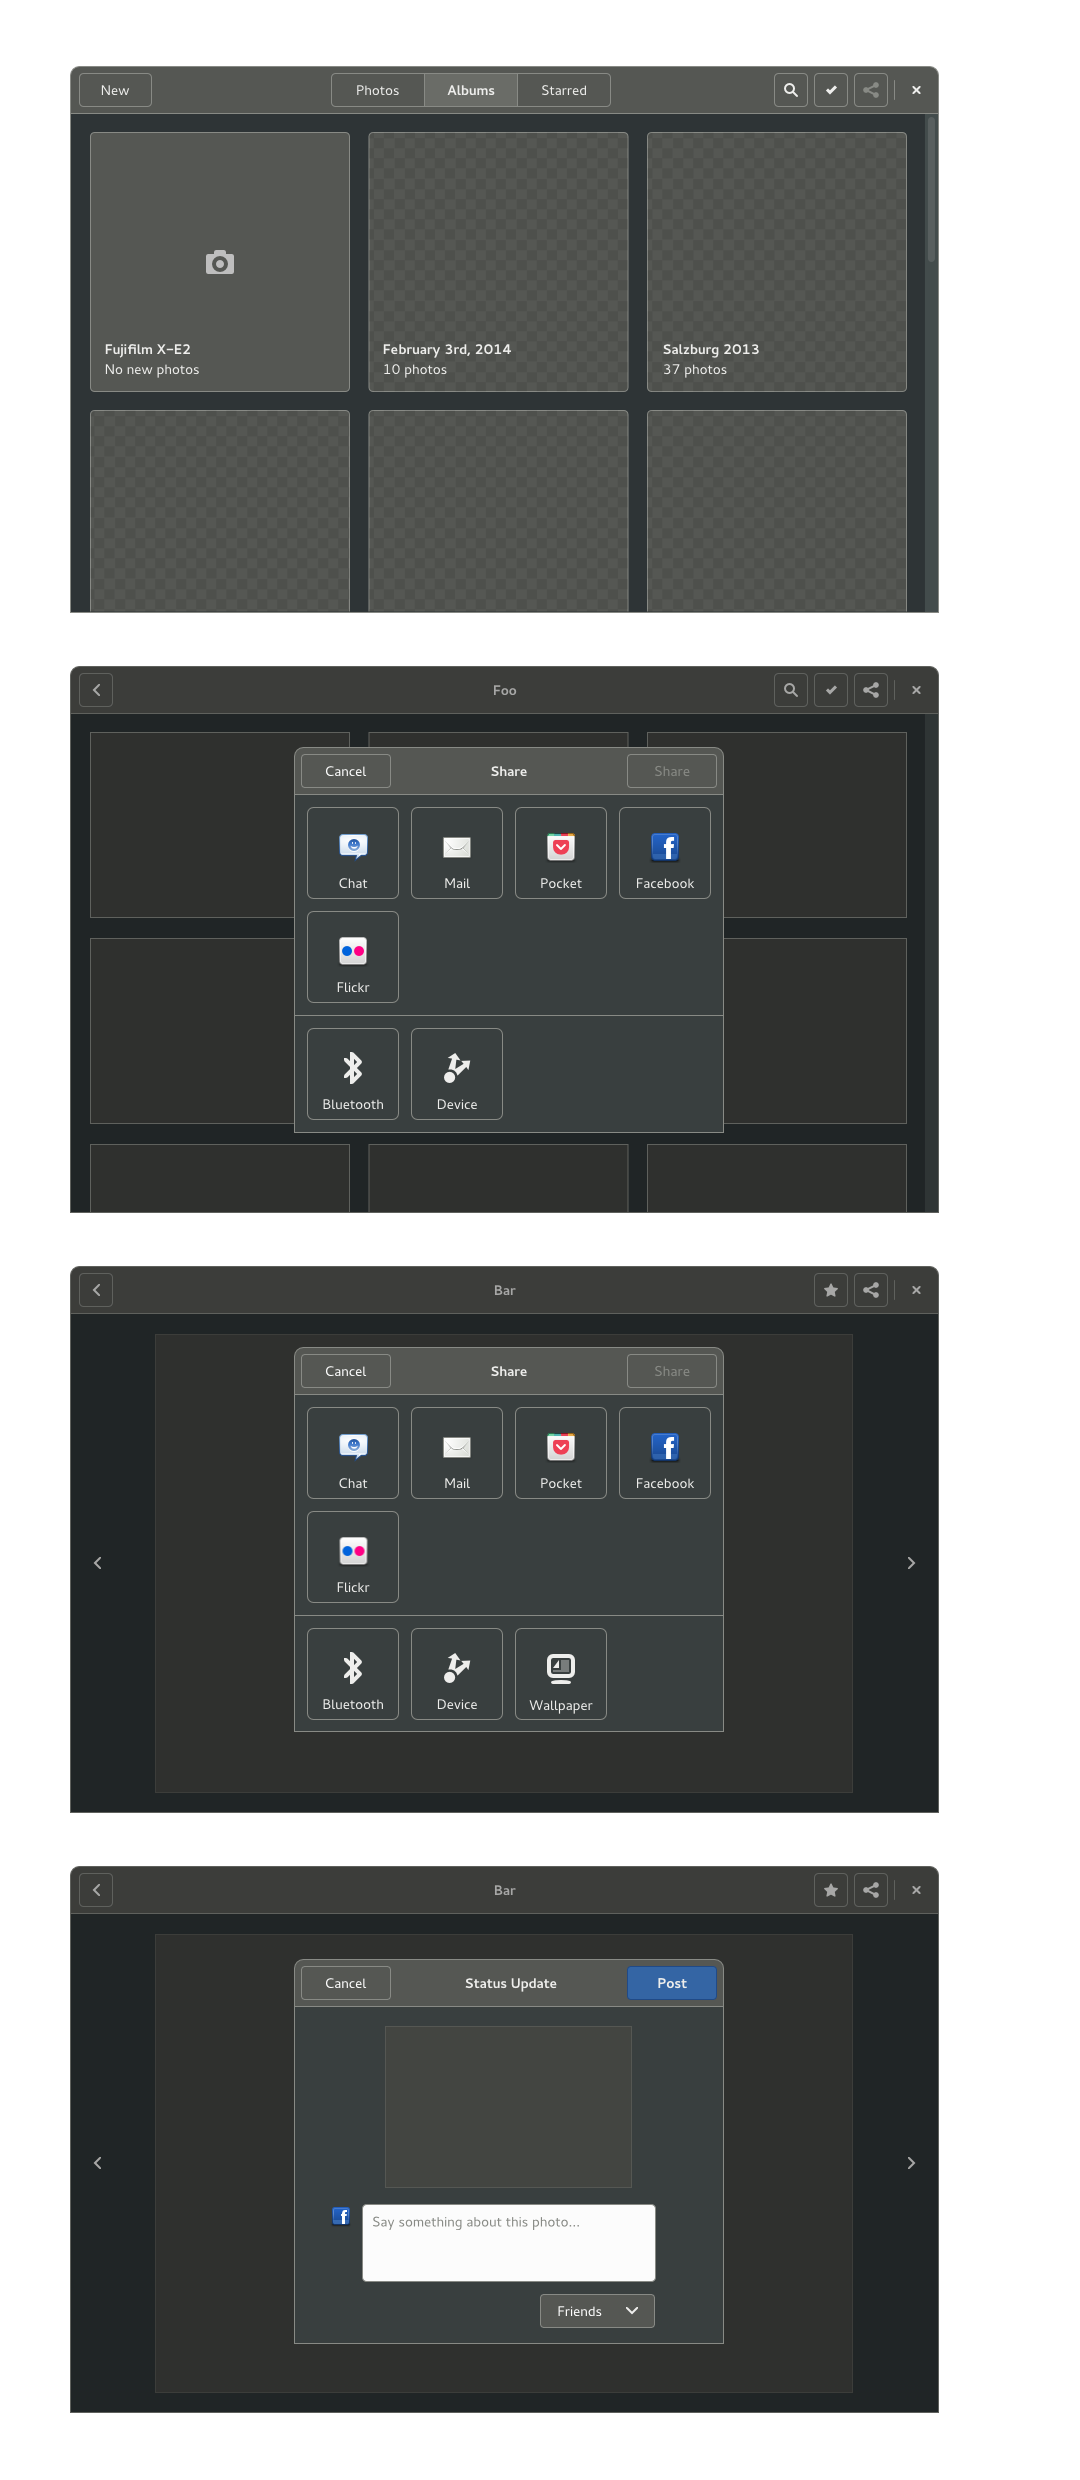 New
Photos
Albums
Starred
Fujifilm X-E2
No new photos
February 3rd, 2014
10 photos
Salzburg 2013
37 photos
Foo
Cancel
Share
Share
Chat
Mail
Pocket
Facebook
Flickr
Bluetooth
Device
Bar
Cancel
Share
Share
Chat
Mail
Pocket
Facebook
Flickr
Bluetooth
Device
Wallpaper
Bar
Cancel
Status Update
Post
Say something about this photo...
Friends